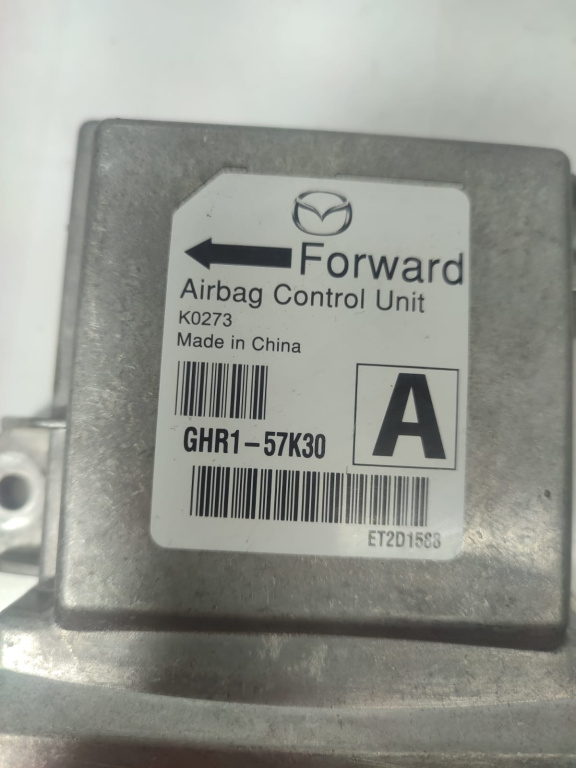 Forward
Airbag Control Unit
K0273
Made in China
A
GHR1-57K30
ET2D1588